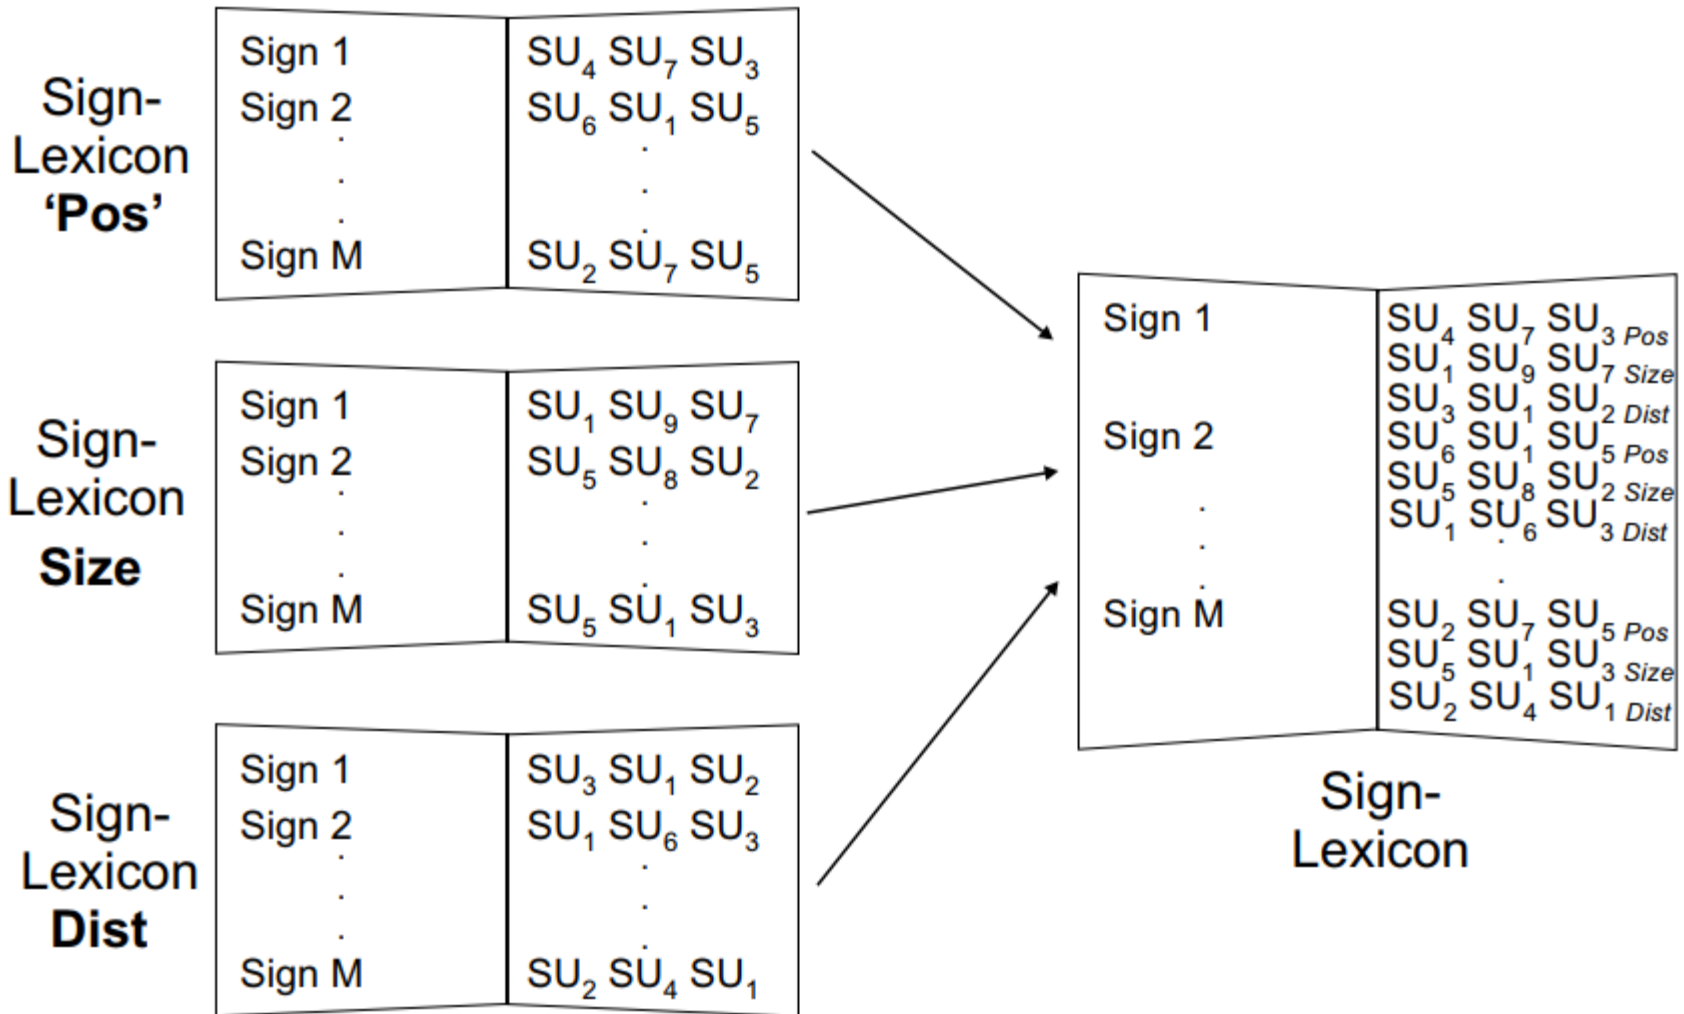 Sign-
Lexicon
‘Pos’
Sign 1 SU4 SU7 SU3
Sign 2 SU6 SU1 SU5
.
.
.
Sign M SU2 SU7 SU5
Sign-
Lexicon
Size
Sign 1 SU1 SU9 SU7
Sign 2 SU5 SU8 SU2
.
.
.
Sign M SU5 SU1 SU3
Sign-
Lexicon
Dist
Sign 1 SU3 SU1 SU2
Sign 2 SU1 SU6 SU3
.
.
.
Sign M SU2 SU4 SU1
Sign 1 SU4 SU7 SU3 Pos
SU1 SU9 SU7 Size
SU3 SU1 SU2 Dist
Sign 2 SU6 SU1 SU5 Pos
SU5 SU8 SU2 Size
SU1 SU6 SU3 Dist
.
.
.
Sign M SU2 SU7 SU5 Pos
SU5 SU1 SU3 Size
SU2 SU4 SU1 Dist
Sign-
Lexicon